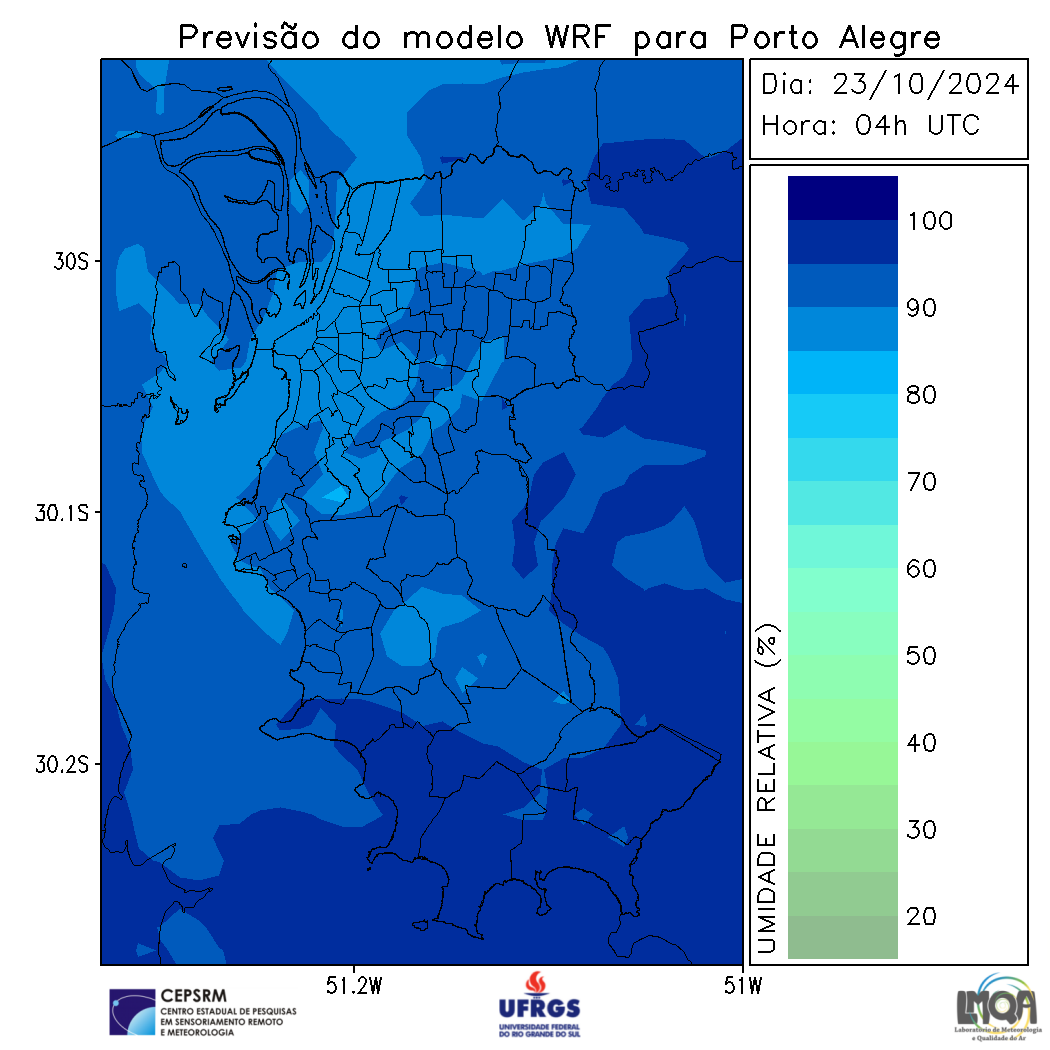 Previsão do modelo WRF para Porto Alegre
Dia: 23/10/2024
Hora: 04h UTC
30S
30.1S
30.2S
51.2W
51W
100
90
80
70
60
50
40
30
20
UMIDADE RELATIVA (%)
CEPSRM
CENTRO ESTADUAL DE PESQUISAS
EM SENSORIAMENTO REMOTO
E METEOROLOGIA
UFRGS
UNIVERSIDADE FEDERAL
DO RIO GRANDE DO SUL
LMQA
Laboratório de Meteorologia
e Qualidade do Ar